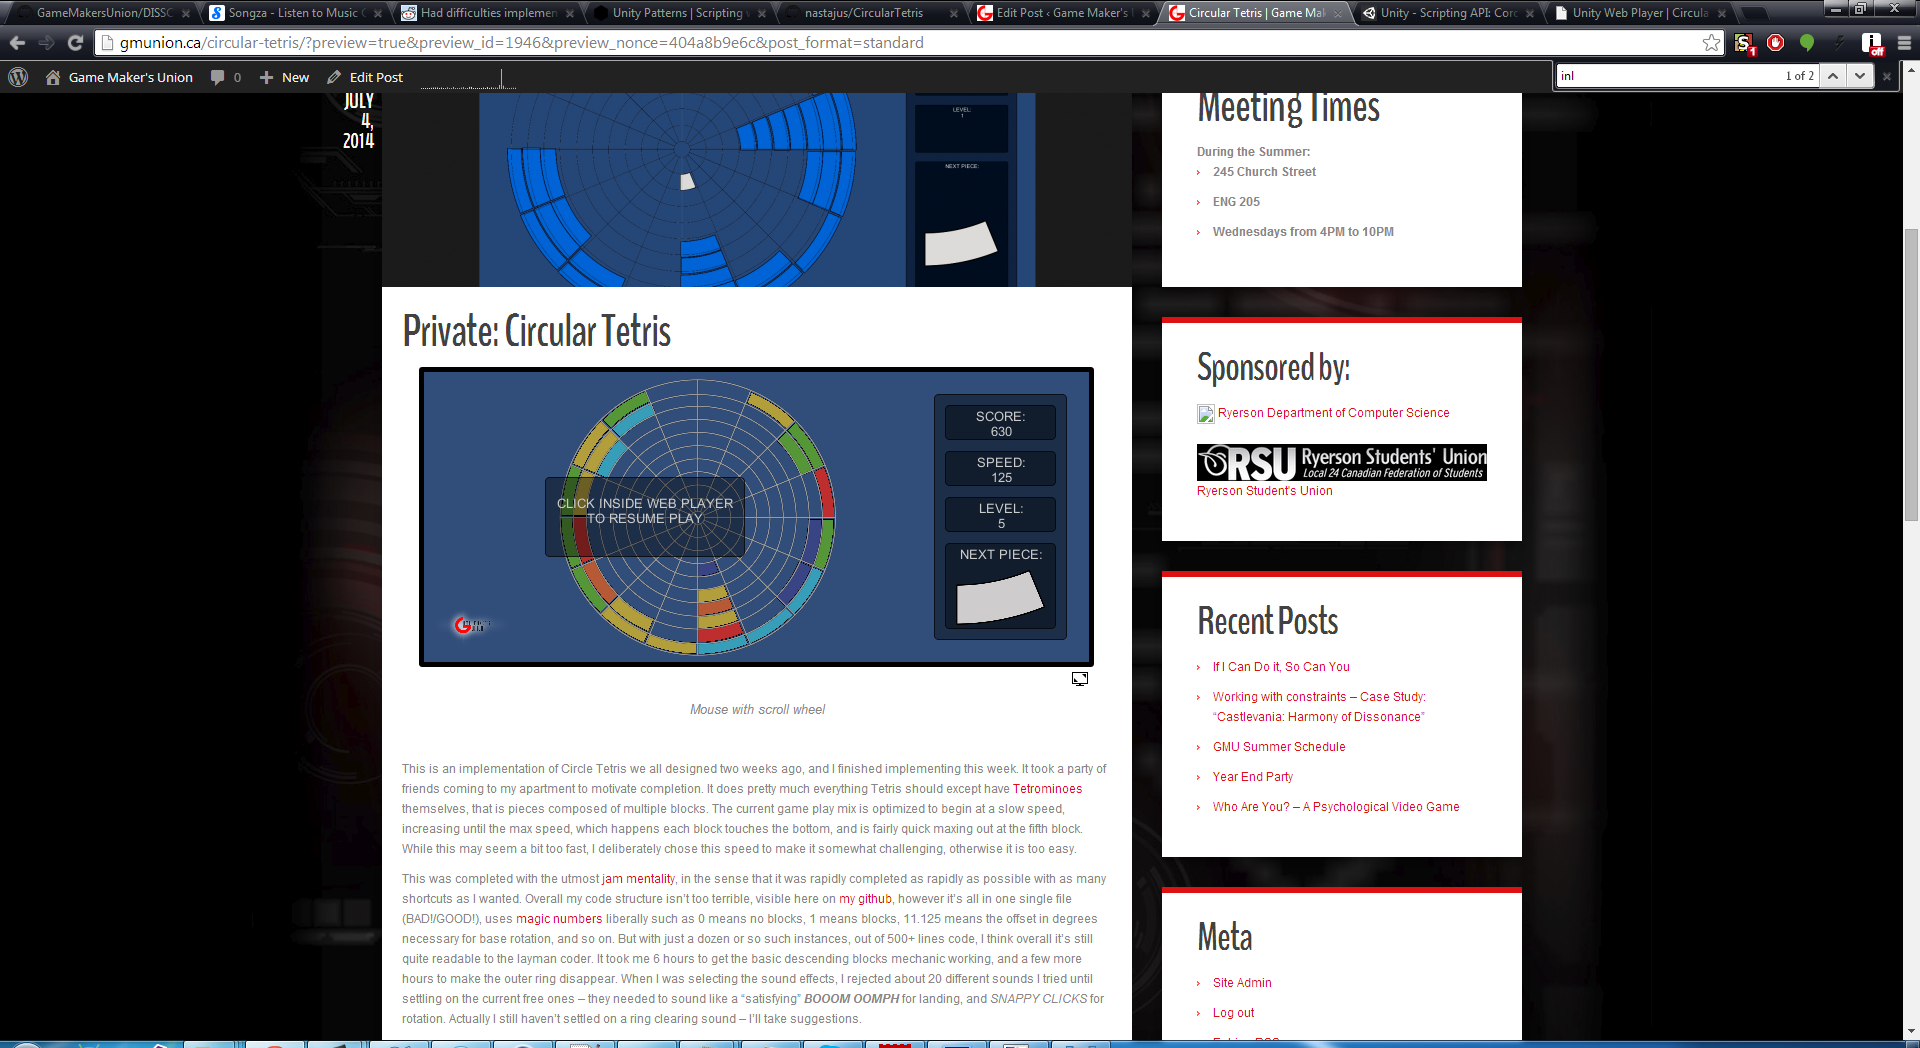 GameMakersUnion/DISSC
Songza - Listen to Music
Had difficulties implemen
Unity Patterns | Scripting
nastajus/CircularTetris
Edit Post ‹ Game Maker's
Circular Tetris | Game Mak
Unity - Scripting API: Corc
Unity Web Player | Circula
gmunion.ca/circular-tetris/?preview=true&preview_id=1946&preview_nonce=404a8b9e6c&post_format=standard
S 1
off
Game Maker's Union
0
New
Edit Post
inl
1 of 2
JULY
4,
2014
LEVEL:
1
NEXT PIECE:
Private: Circular Tetris
CLICK INSIDE WEB PLAYER
TO RESUME PLAY
SCORE:
630
SPEED:
125
LEVEL:
5
NEXT PIECE:
Mouse with scroll wheel
This is an implementation of Circle Tetris we all designed two weeks ago, and I finished implementing this week. It took a party of
friends coming to my apartment to motivate completion. It does pretty much everything Tetris should except have Tetrominoes
themselves, that is pieces composed of multiple blocks. The current game play mix is optimized to begin at a slow speed,
increasing until the max speed, which happens each block touches the bottom, and is fairly quick maxing out at the fifth block.
While this may seem a bit too fast, I deliberately chose this speed to make it somewhat challenging, otherwise it is too easy.
This was completed with the utmost jam mentality, in the sense that it was rapidly completed as rapidly as possible with as many
shortcuts as I wanted. Overall my code structure isn't too terrible, visible here on my github, however it's all in one single file
(BAD!/GOOD!), uses magic numbers liberally such as 0 means no blocks, 1 means blocks, 11.125 means the offset in degrees
necessary for base rotation, and so on. But with just a dozen or so such instances, out of 500+ lines code, I think overall it's still
quite readable to the layman coder. It took me 6 hours to get the basic descending blocks mechanic working, and a few more
hours to make the outer ring disappear. When I was selecting the sound effects, I rejected about 20 different sounds I tried until
settling on the current free ones – they needed to sound like a “satisfying” BOOOM OOMPH for landing, and SNAPPY CLICKS for
rotation. Actually I still haven't settled on a ring clearing sound – I'll take suggestions.
Meeting Times
During the Summer:
245 Church Street
ENG 205
Wednesdays from 4PM to 10PM
Sponsored by:
Ryerson Department of Computer Science
RSU Ryerson Students' Union
Local 24 Canadian Federation of Students
Ryerson Student's Union
Recent Posts
If I Can Do it, So Can You
Working with constraints – Case Study:
“Castlevania: Harmony of Dissonance”
GMU Summer Schedule
Year End Party
Who Are You? – A Psychological Video Game
Meta
Site Admin
Log out